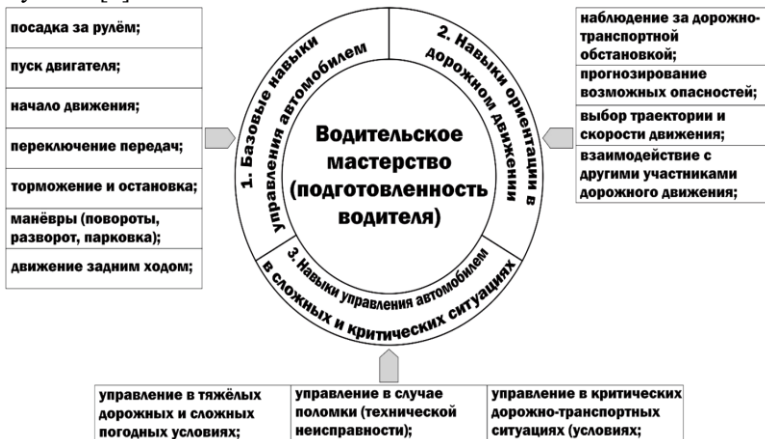 посадка за рулём;
пуск двигателя;
начало движения;
переключение передач;
торможение и остановка;
манёвры (повороты,
разворот, парковка);
движение задним ходом;
1. Базовые навыки
управления автомобилем
2. Навыки ориентации в
дорожном движении
Водительское
мастерство
(подготовленность
водителя)
3. Навыки управления автомобилем
в сложных и критических ситуациях
наблюдение за дорожно-
транспортной
обстановкой;
прогнозирование
возможных опасностей;
выбор траектории и
скорости движения;
взаимодействие с
другими участниками
дорожного движения;
управление в тяжёлых
дорожных и сложных
погодных условиях;
управление в случае
поломки (технической
неисправности);
управление в критических
дорожно-транспортных
ситуациях (условиях;